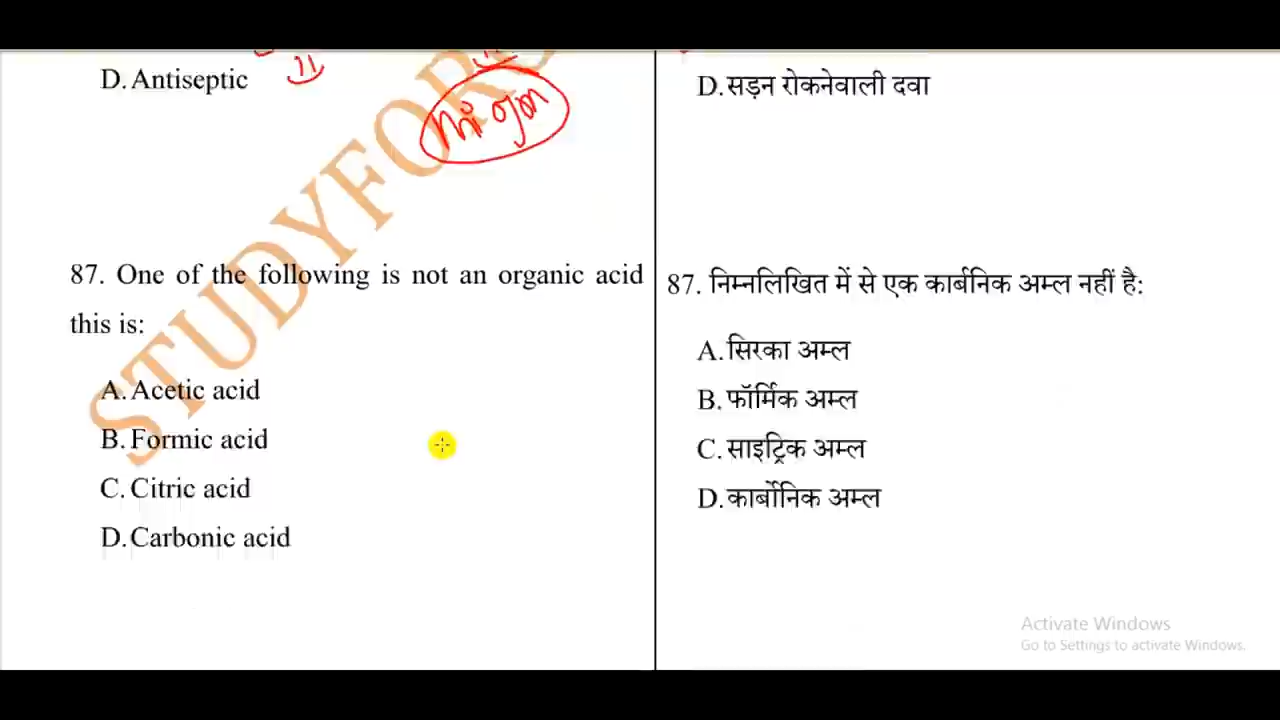 D. Antiseptic
D. सड़न रोकनेवाली दवा
STUDYFOR
87. One of the following is not an organic acid
this is:
A. Acetic acid
B. Formic acid
C. Citric acid
D. Carbonic acid
87. निम्नलिखित में से एक कार्बनिक अम्ल नहीं है:
A. सिरका अम्ल
B. फॉर्मिक अम्ल
C. साइट्रिक अम्ल
D. कार्बोनिक अम्ल
Activate Windows
Go to Settings to activate Windows.